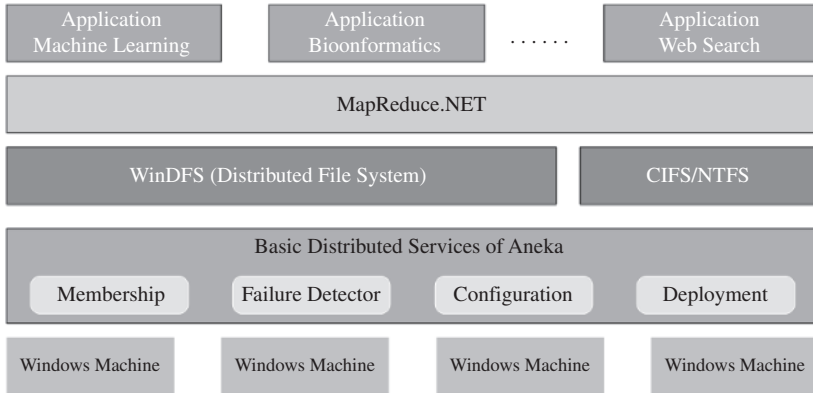 Application
Machine Learning
Application
Bioonformatics
. . . . . .
Application
Web Search
MapReduce.NET
WinDFS (Distributed File System)
CIFS/NTFS
Basic Distributed Services of Aneka
Membership
Failure Detector
Configuration
Deployment
Windows Machine
Windows Machine
Windows Machine
Windows Machine